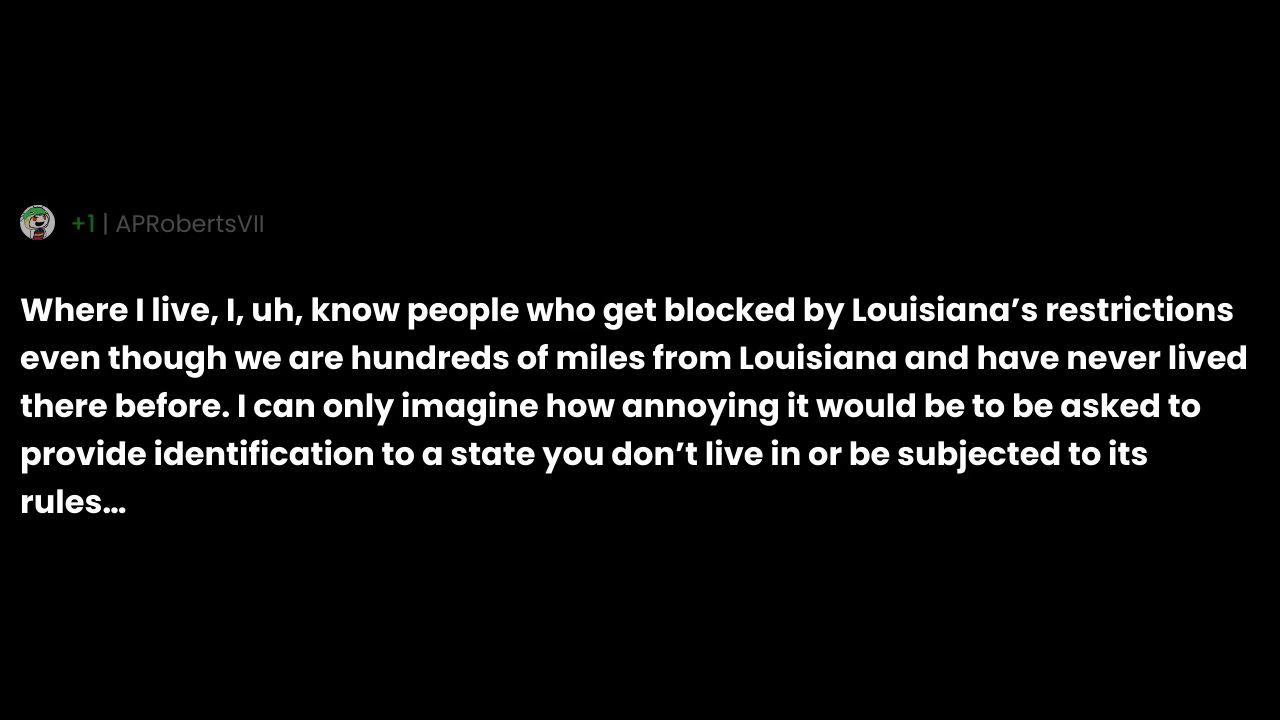 +1 | APRobertsVII
Where I live, I, uh, know people who get blocked by Louisiana’s restrictions
even though we are hundreds of miles from Louisiana and have never lived
there before. I can only imagine how annoying it would be to be asked to
provide identification to a state you don’t live in or be subjected to its
rules…